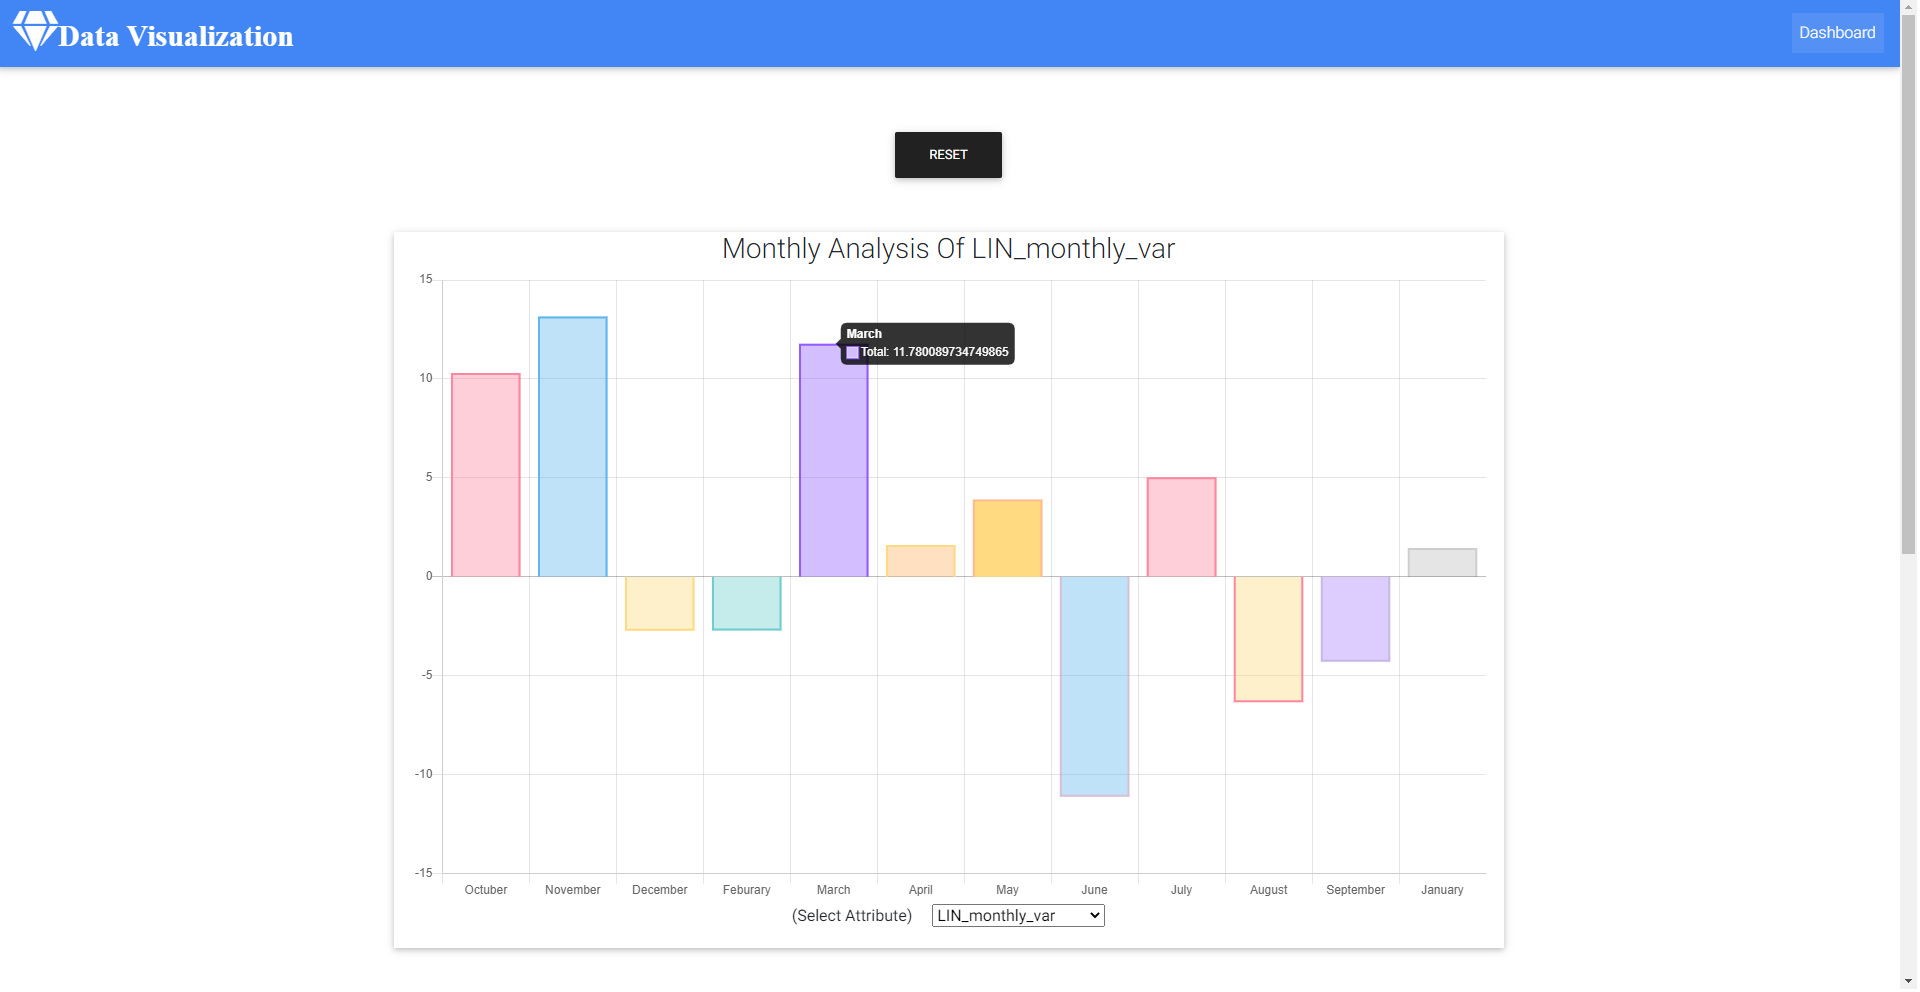 Data Visualization
Dashboard
RESET
Monthly Analysis Of LIN_monthly_var
15
10
5
0
-5
-10
-15
March
Total: 11.780089734749865
Octuber November December Feburary March April May June July August September January
(Select Attribute) LIN_monthly_var